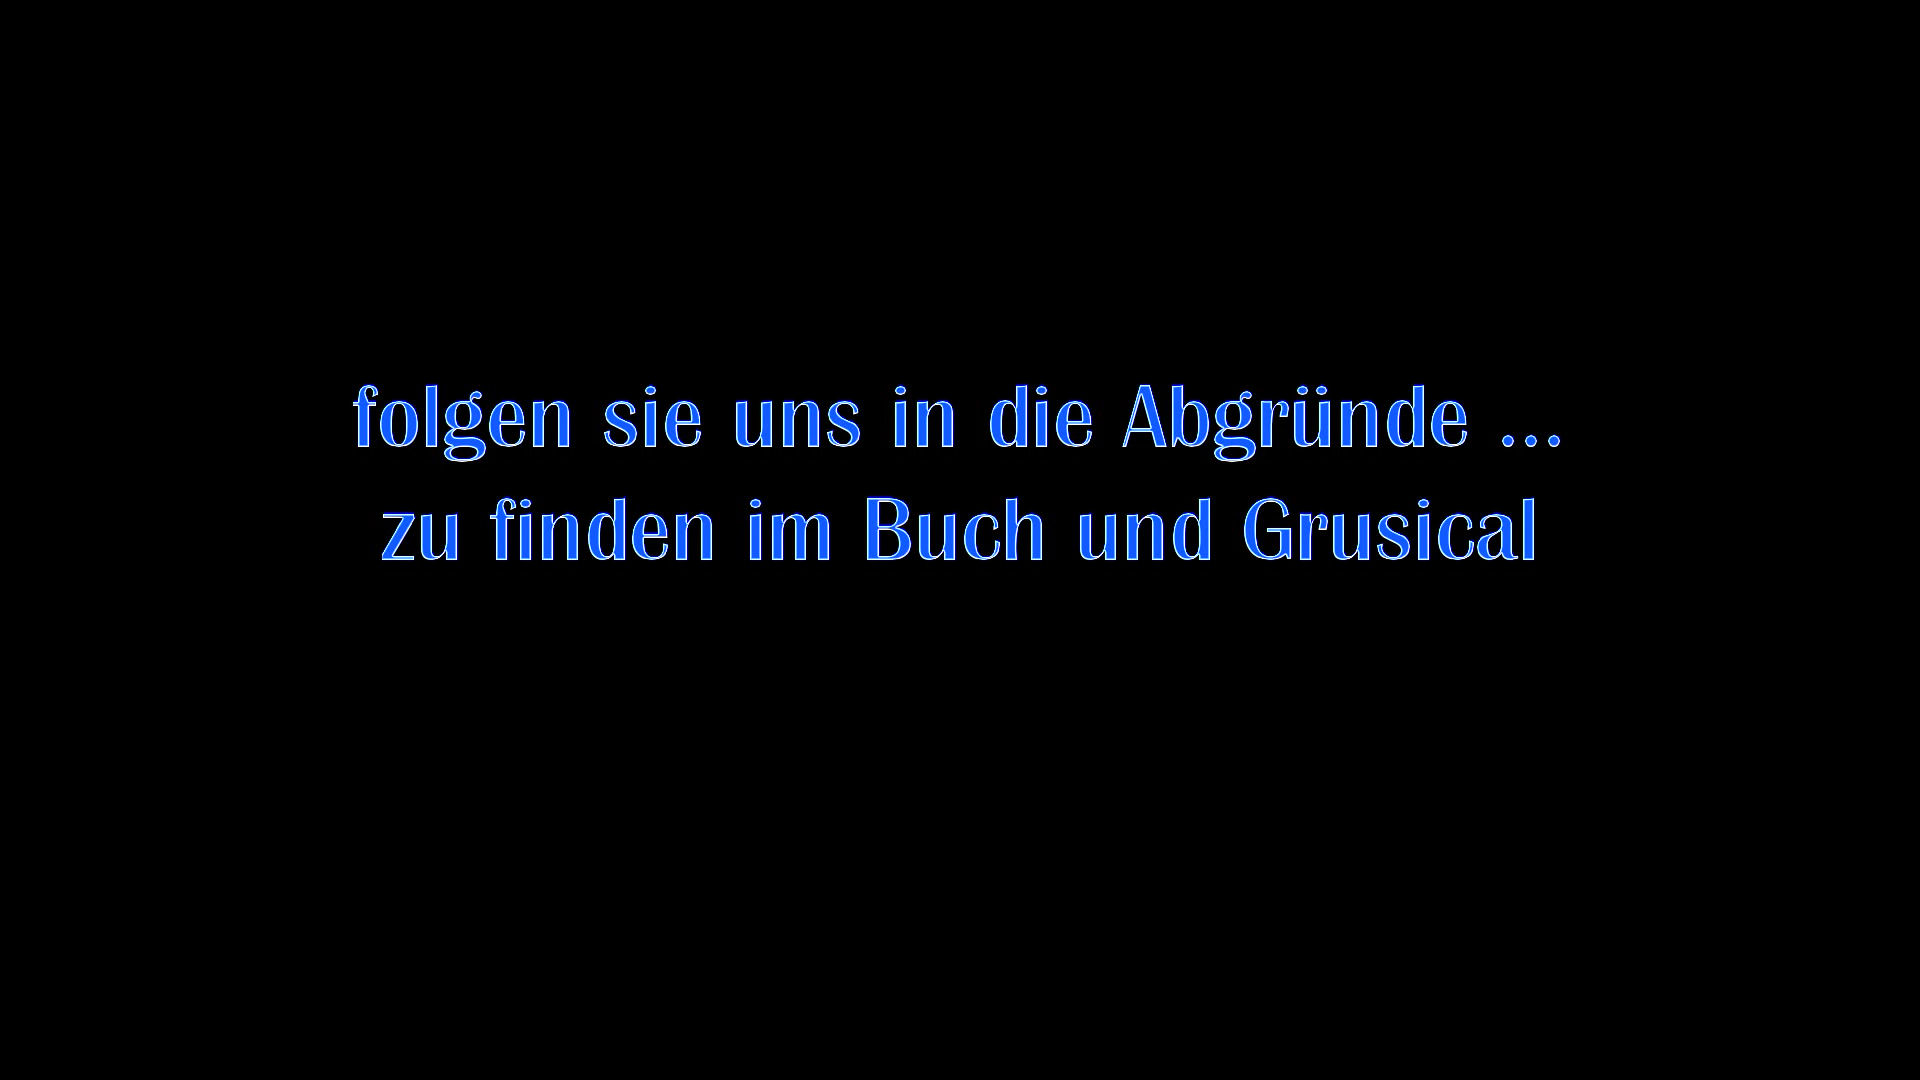 folgen sie uns in die Abgründe ...
zu finden im Buch und Grusical